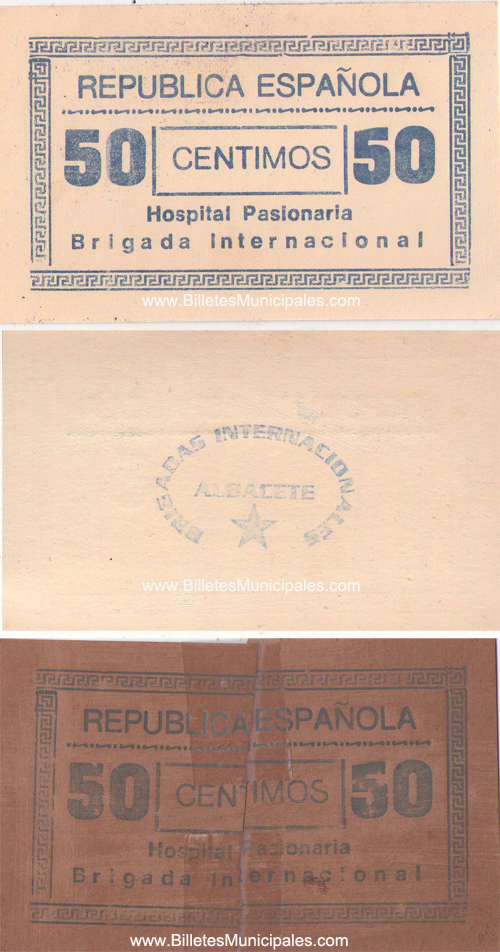 REPUBLICA ESPAÑOLA
50 CENTIMOS 50
Hospital Pasionaria
Brigada Internacional
www.BilletesMunicipales.com
BRIGADAS INTERNACIONALES
ALBACETE
www.BilletesMunicipales.com
REPUBLICA ESPAÑOLA
50 CENTIMOS 50
Hospital Pasionaria
Brigada Internacional
www.BilletesMunicipales.com